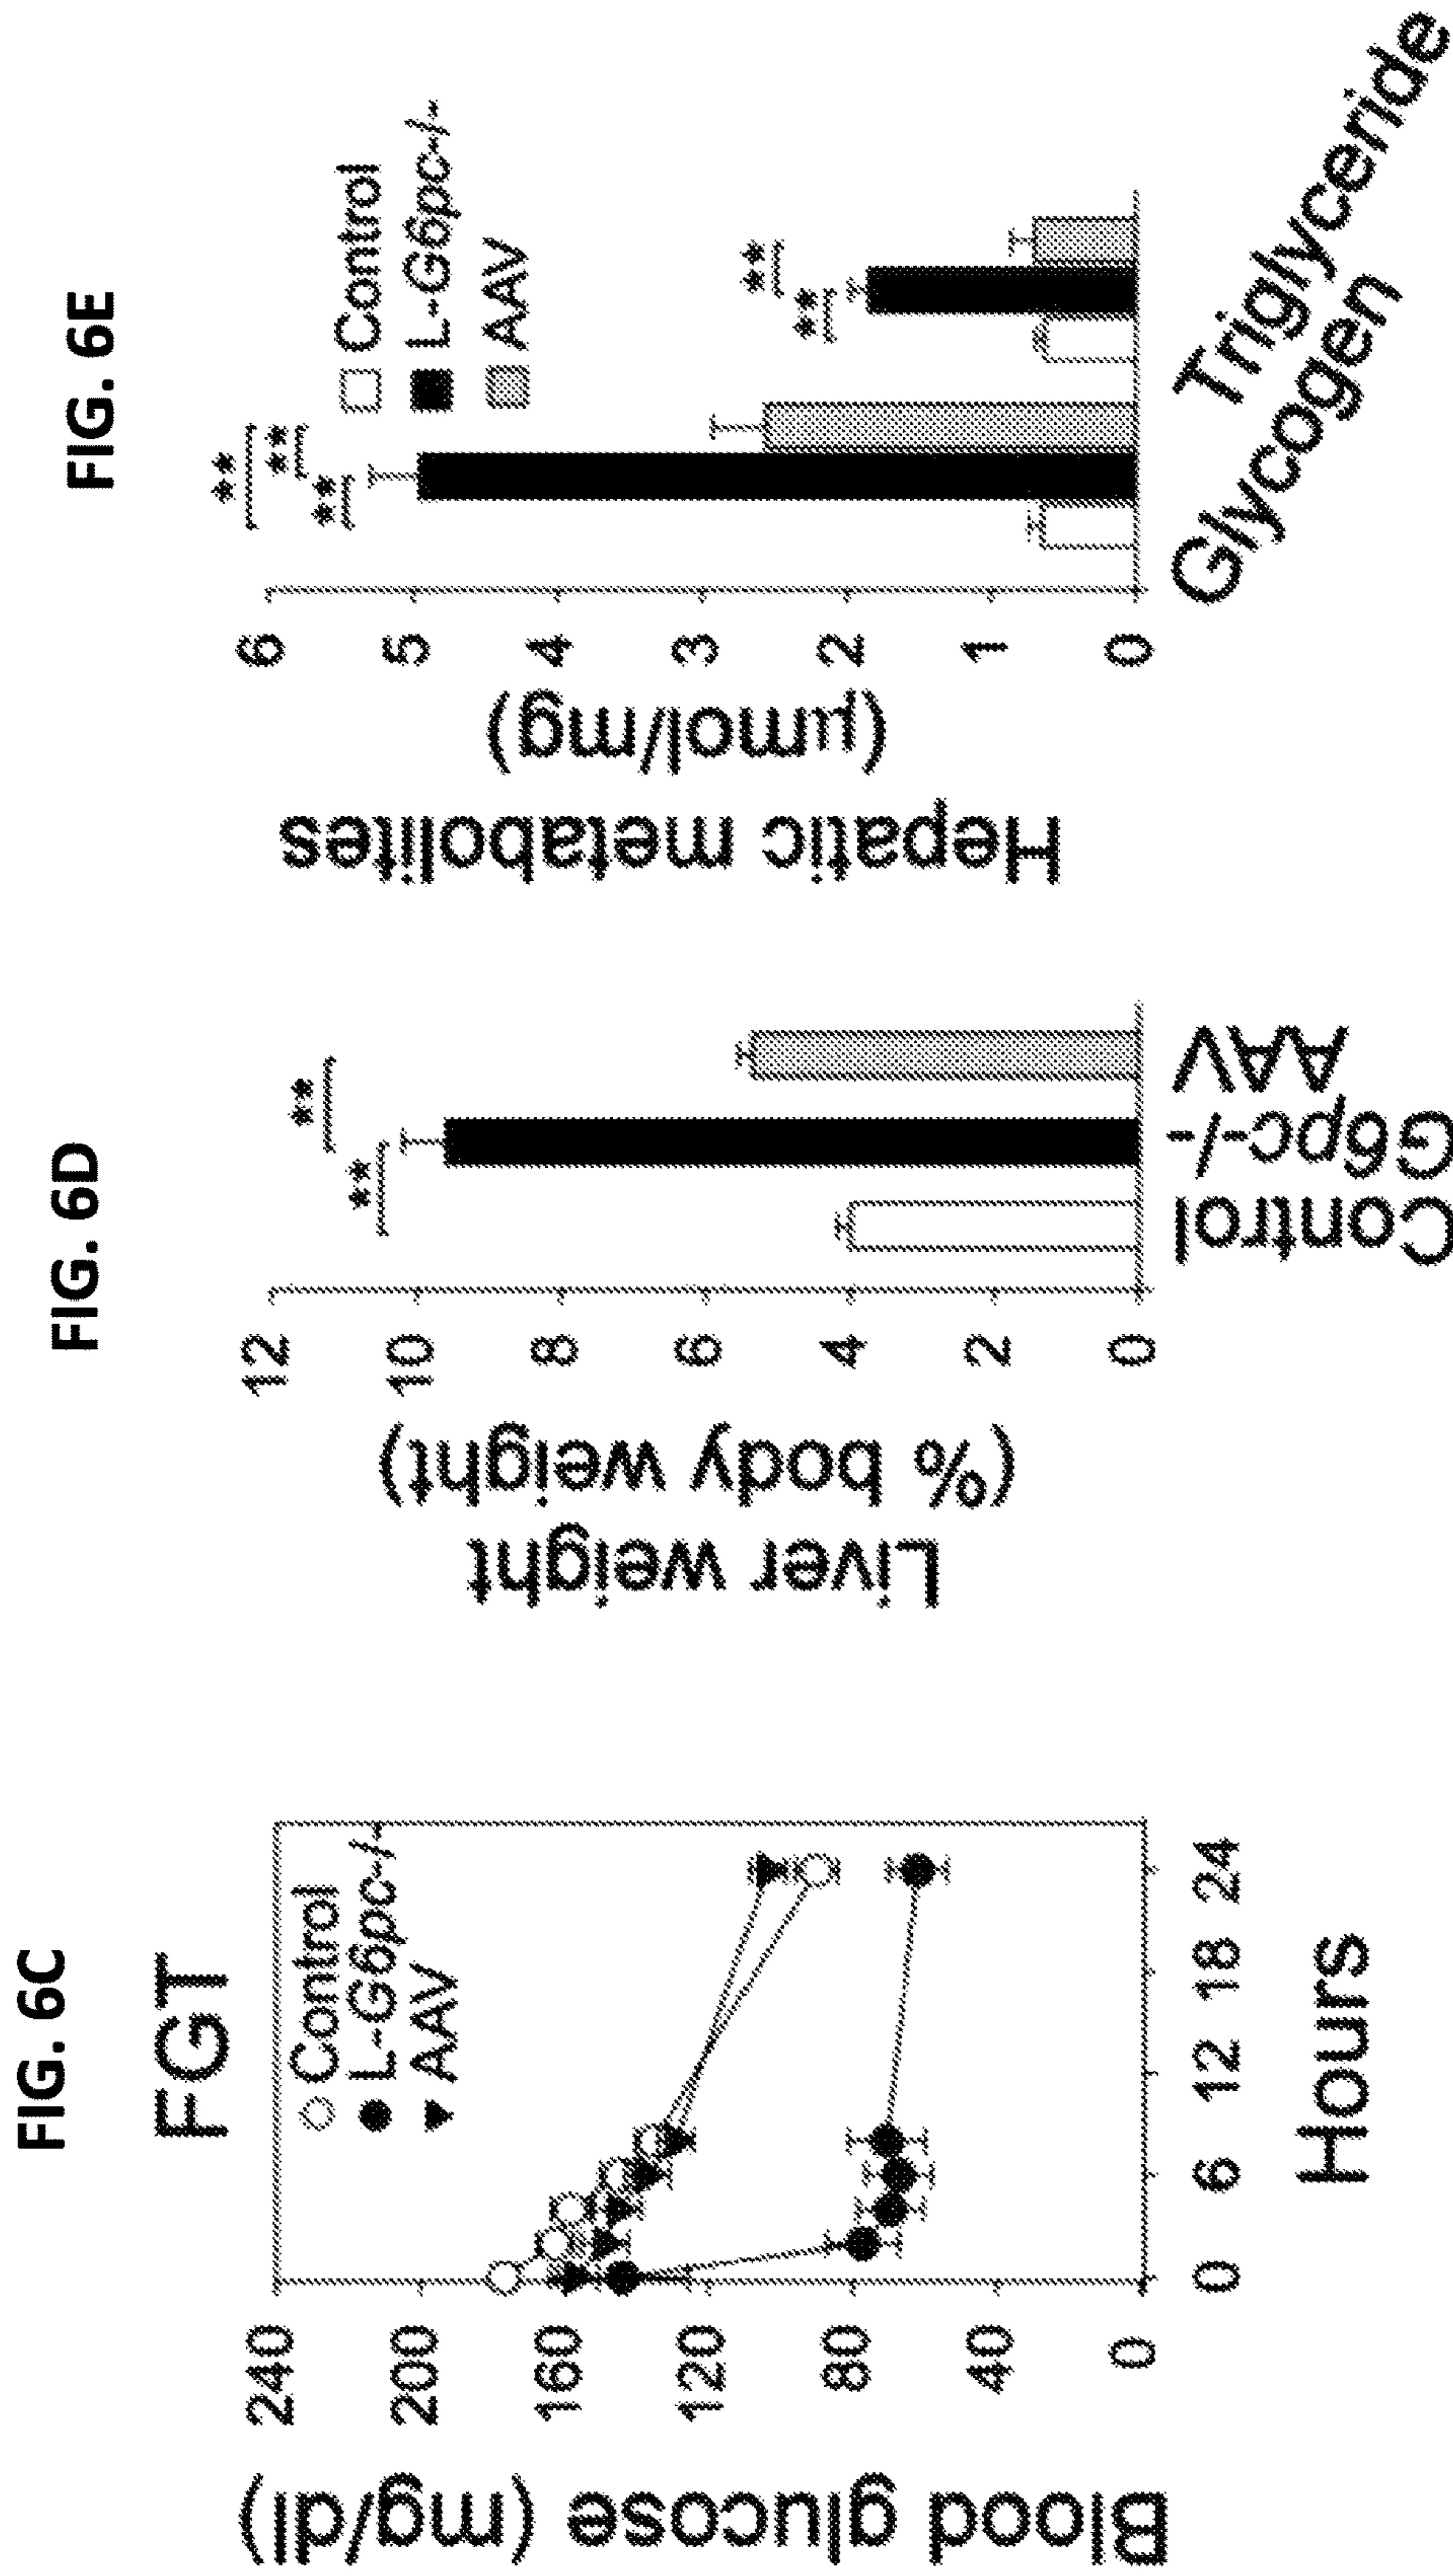 FIG. 6C
FGT
Control
L-G6pc-/-
AAV
Blood glucose (mg/dl)
240
200
160
120
80
40
0
0 6 12 18 24
Hours
FIG. 6D
**
**
Liver weight
(% body weight)
12
10
8
6
4
2
0
Control
G6pc-/-
AAV
FIG. 6E
**
**
**
**
**
Control
L-G6pc-/-
AAV
Hepatic metabolites
(µmol/mg)
6
5
4
3
2
1
0
Glycogen
Triglyceride